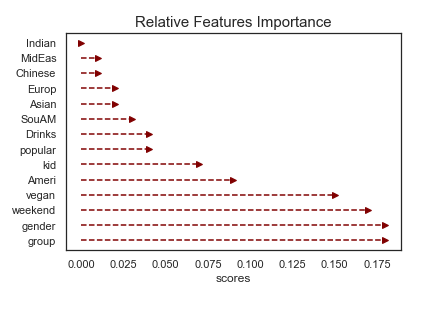 Relative Features Importance
Indian
MidEas
Chinese
Europ
Asian
SouAM
Drinks
popular
kid
Ameri
vegan
weekend
gender
group
0.000 0.025 0.050 0.075 0.100 0.125 0.150 0.175
scores